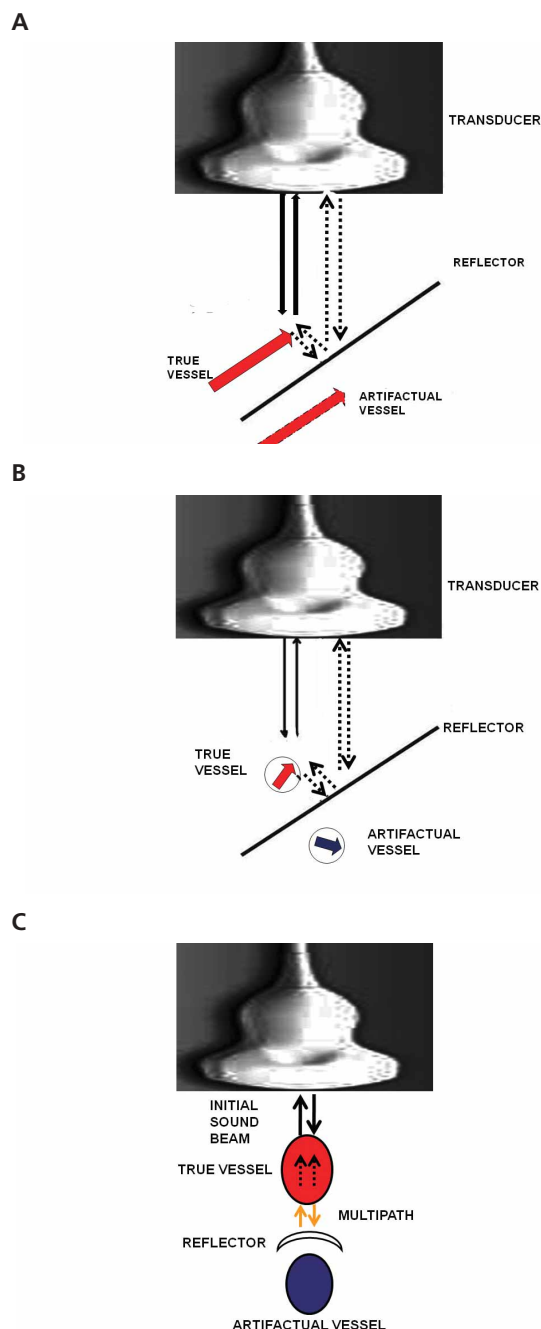 A
TRANSDUCER
REFLECTOR
TRUE
VESSEL
ARTIFACTUAL
VESSEL
B
TRANSDUCER
REFLECTOR
TRUE
VESSEL
ARTIFACTUAL
VESSEL
C
INITIAL
SOUND
BEAM
TRUE VESSEL
MULTIPATH
REFLECTOR
ARTIFACTUAL VESSEL